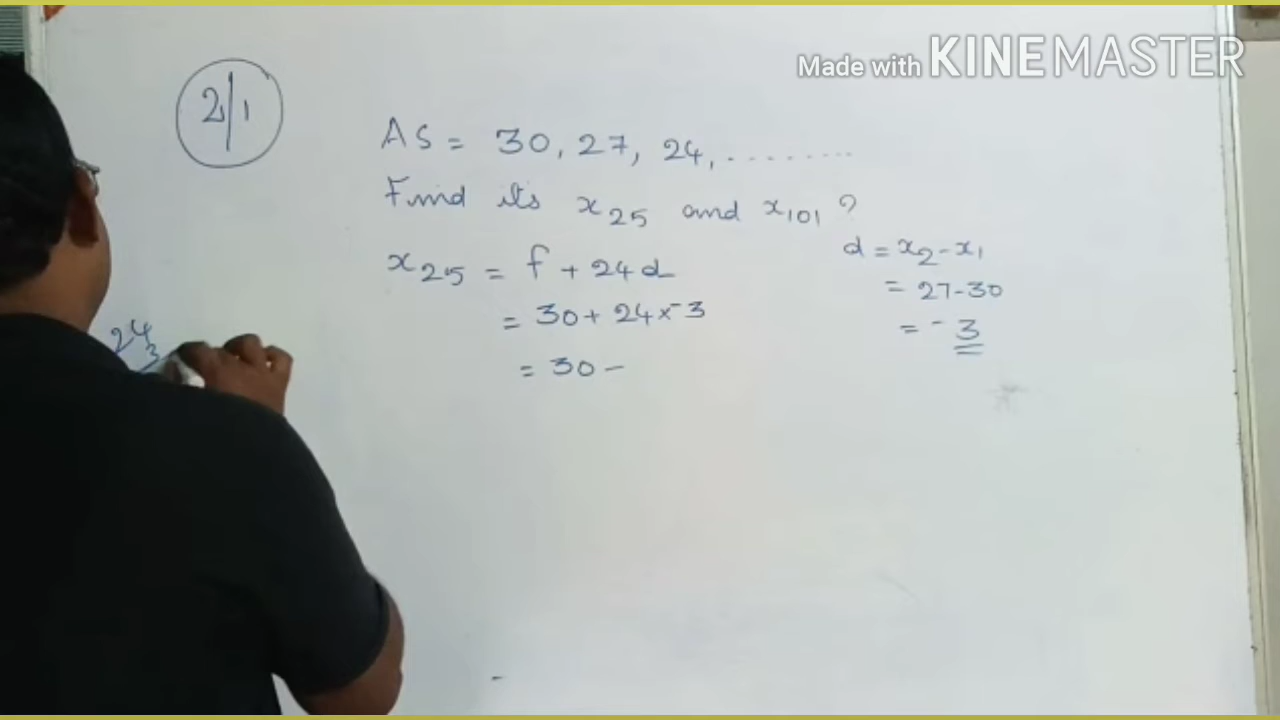 Made with KINEMASTER
2/1
AS = 30, 27, 24, ........
Find its x25 and x101 ?
x25 = f + 24d
= 30 + 24 x -3
= 30 -
d = x2 - x1
= 27 - 30
= -3
24
3